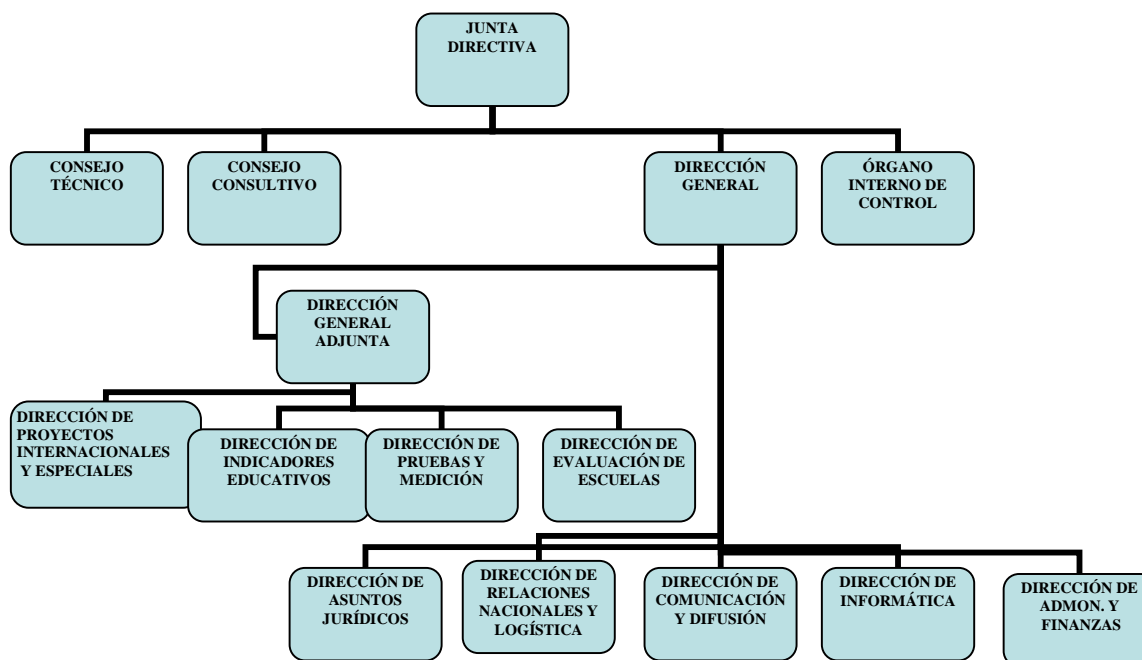 JUNTA
DIRECTIVA
CONSEJO
TÉCNICO
CONSEJO
CONSULTIVO
DIRECCIÓN
GENERAL
ÓRGANO
INTERNO DE
CONTROL
DIRECCIÓN
GENERAL
ADJUNTA
DIRECCIÓN DE
PROYECTOS
INTERNACIONALES
Y ESPECIALES
DIRECCIÓN DE
INDICADORES
EDUCATIVOS
DIRECCIÓN DE
PRUEBAS Y
MEDICIÓN
DIRECCIÓN DE
EVALUACIÓN DE
ESCUELAS
DIRECCIÓN DE
ASUNTOS
JURÍDICOS
DIRECCIÓN DE
RELACIONES
NACIONALES Y
LOGÍSTICA
DIRECCIÓN DE
COMUNICACIÓN
Y DIFUSIÓN
DIRECCIÓN DE
INFORMÁTICA
DIRECCIÓN DE
ADMON. Y
FINANZAS